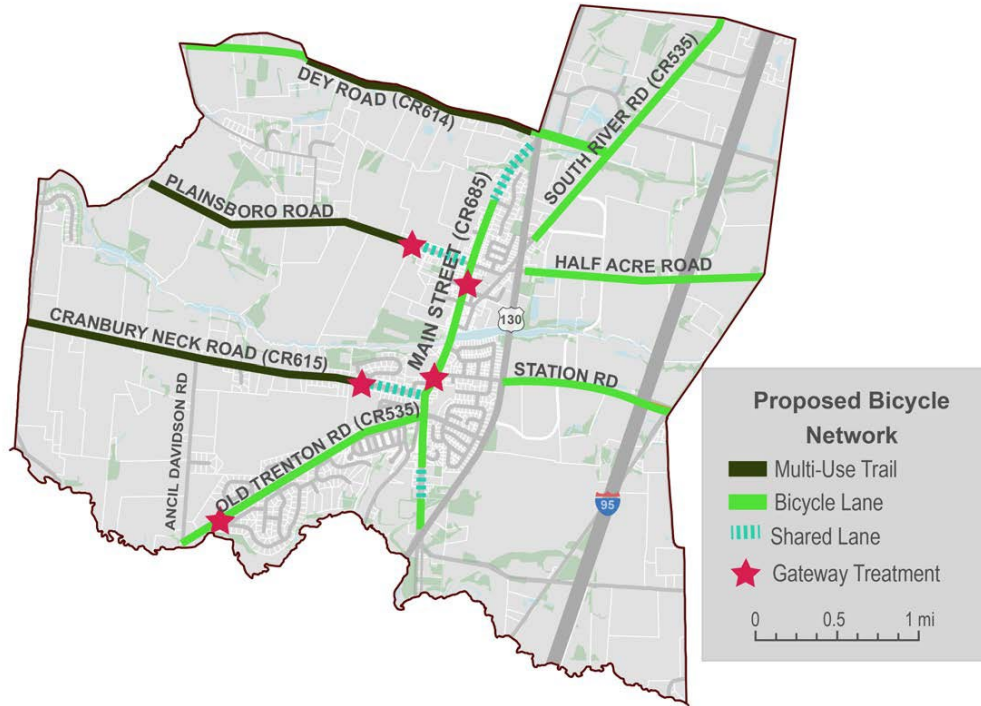 DEY ROAD (CR614)
SOUTH RIVER RD (CR535)
PLAINSBORO ROAD
MAIN STREET (CR685)
HALF ACRE ROAD
130
CRANBURY NECK ROAD (CR615)
STATION RD
ANCIL DAVIDSON RD
OLD TRENTON RD (CR535)
95
Proposed Bicycle
Network
Multi-Use Trail
Bicycle Lane
Shared Lane
Gateway Treatment
0 0.5 1 mi